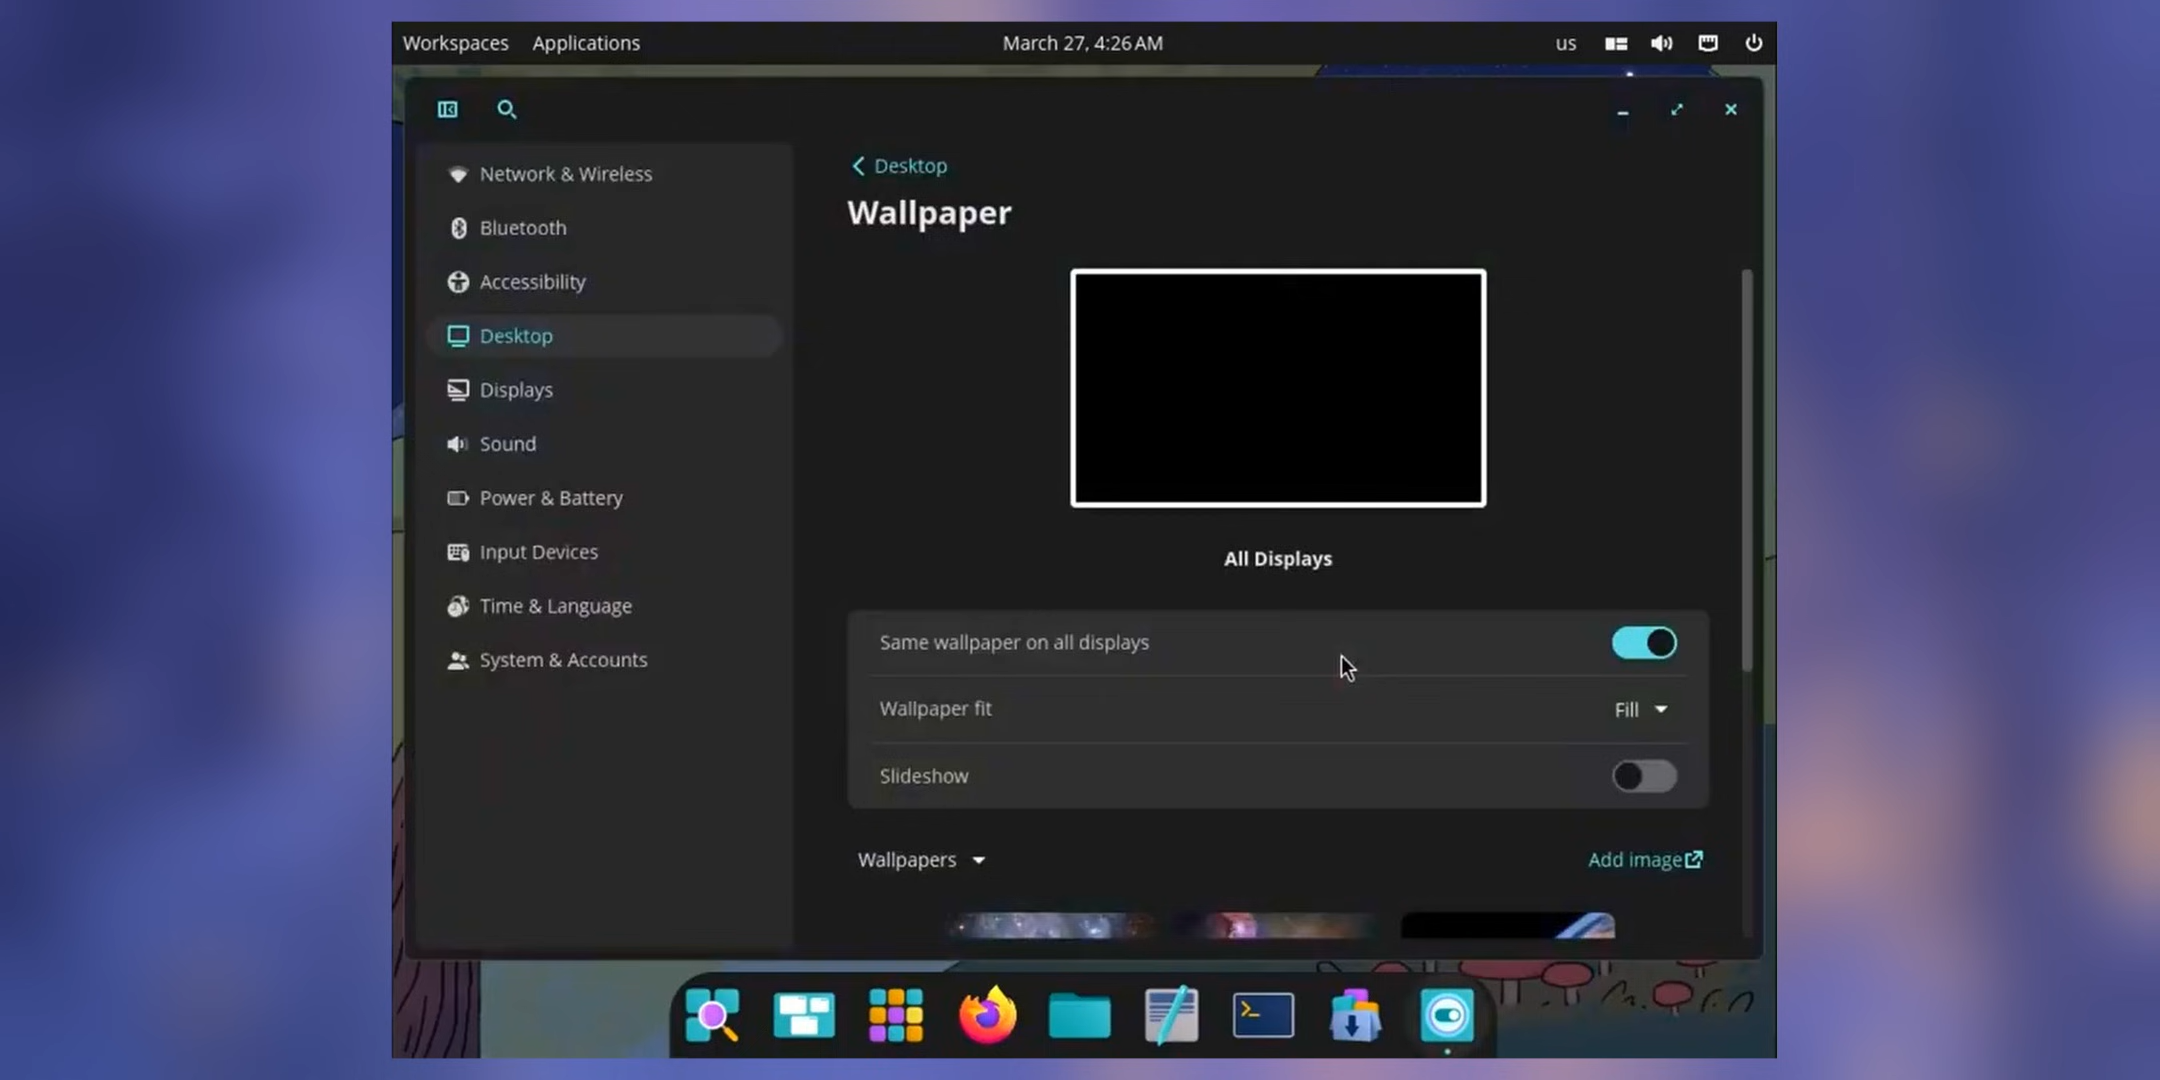 Workspaces Applications March 27, 4:26 AM us
Network & Wireless
Bluetooth
Accessibility
Desktop
Displays
Sound
Power & Battery
Input Devices
Time & Language
System & Accounts
Desktop
Wallpaper
All Displays
Same wallpaper on all displays
Wallpaper fit Fill
Slideshow
Wallpapers Add image